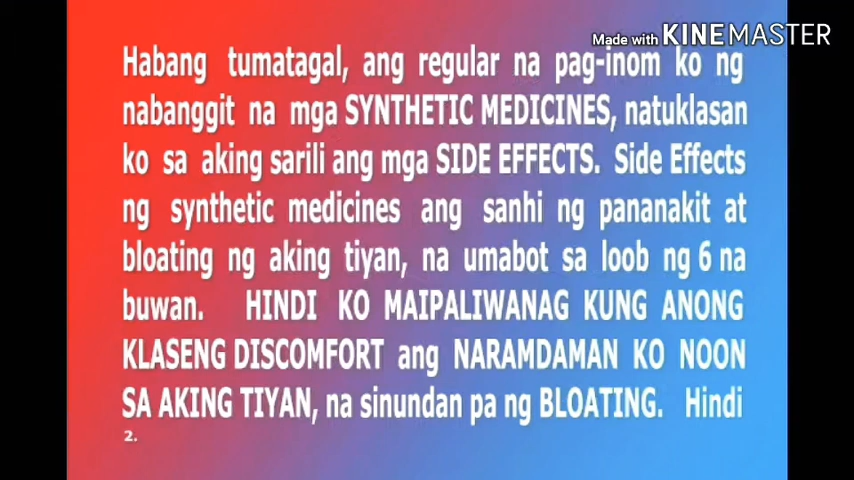 Made with KINEMASTER
Habang tumatagal, ang regular na pag-inom ko ng
nabanggit na mga SYNTHETIC MEDICINES, natuklasan
ko sa aking sarili ang mga SIDE EFFECTS. Side Effects
ng synthetic medicines ang sanhi ng pananakit at
bloating ng aking tiyan, na umabot sa loob ng 6 na
buwan. HINDI KO MAIPALIWANAG KUNG ANONG
KLASENG DISCOMFORT ang NARAMDAMAN KO NOON
SA AKING TIYAN, na sinundan pa ng BLOATING. Hindi
2.